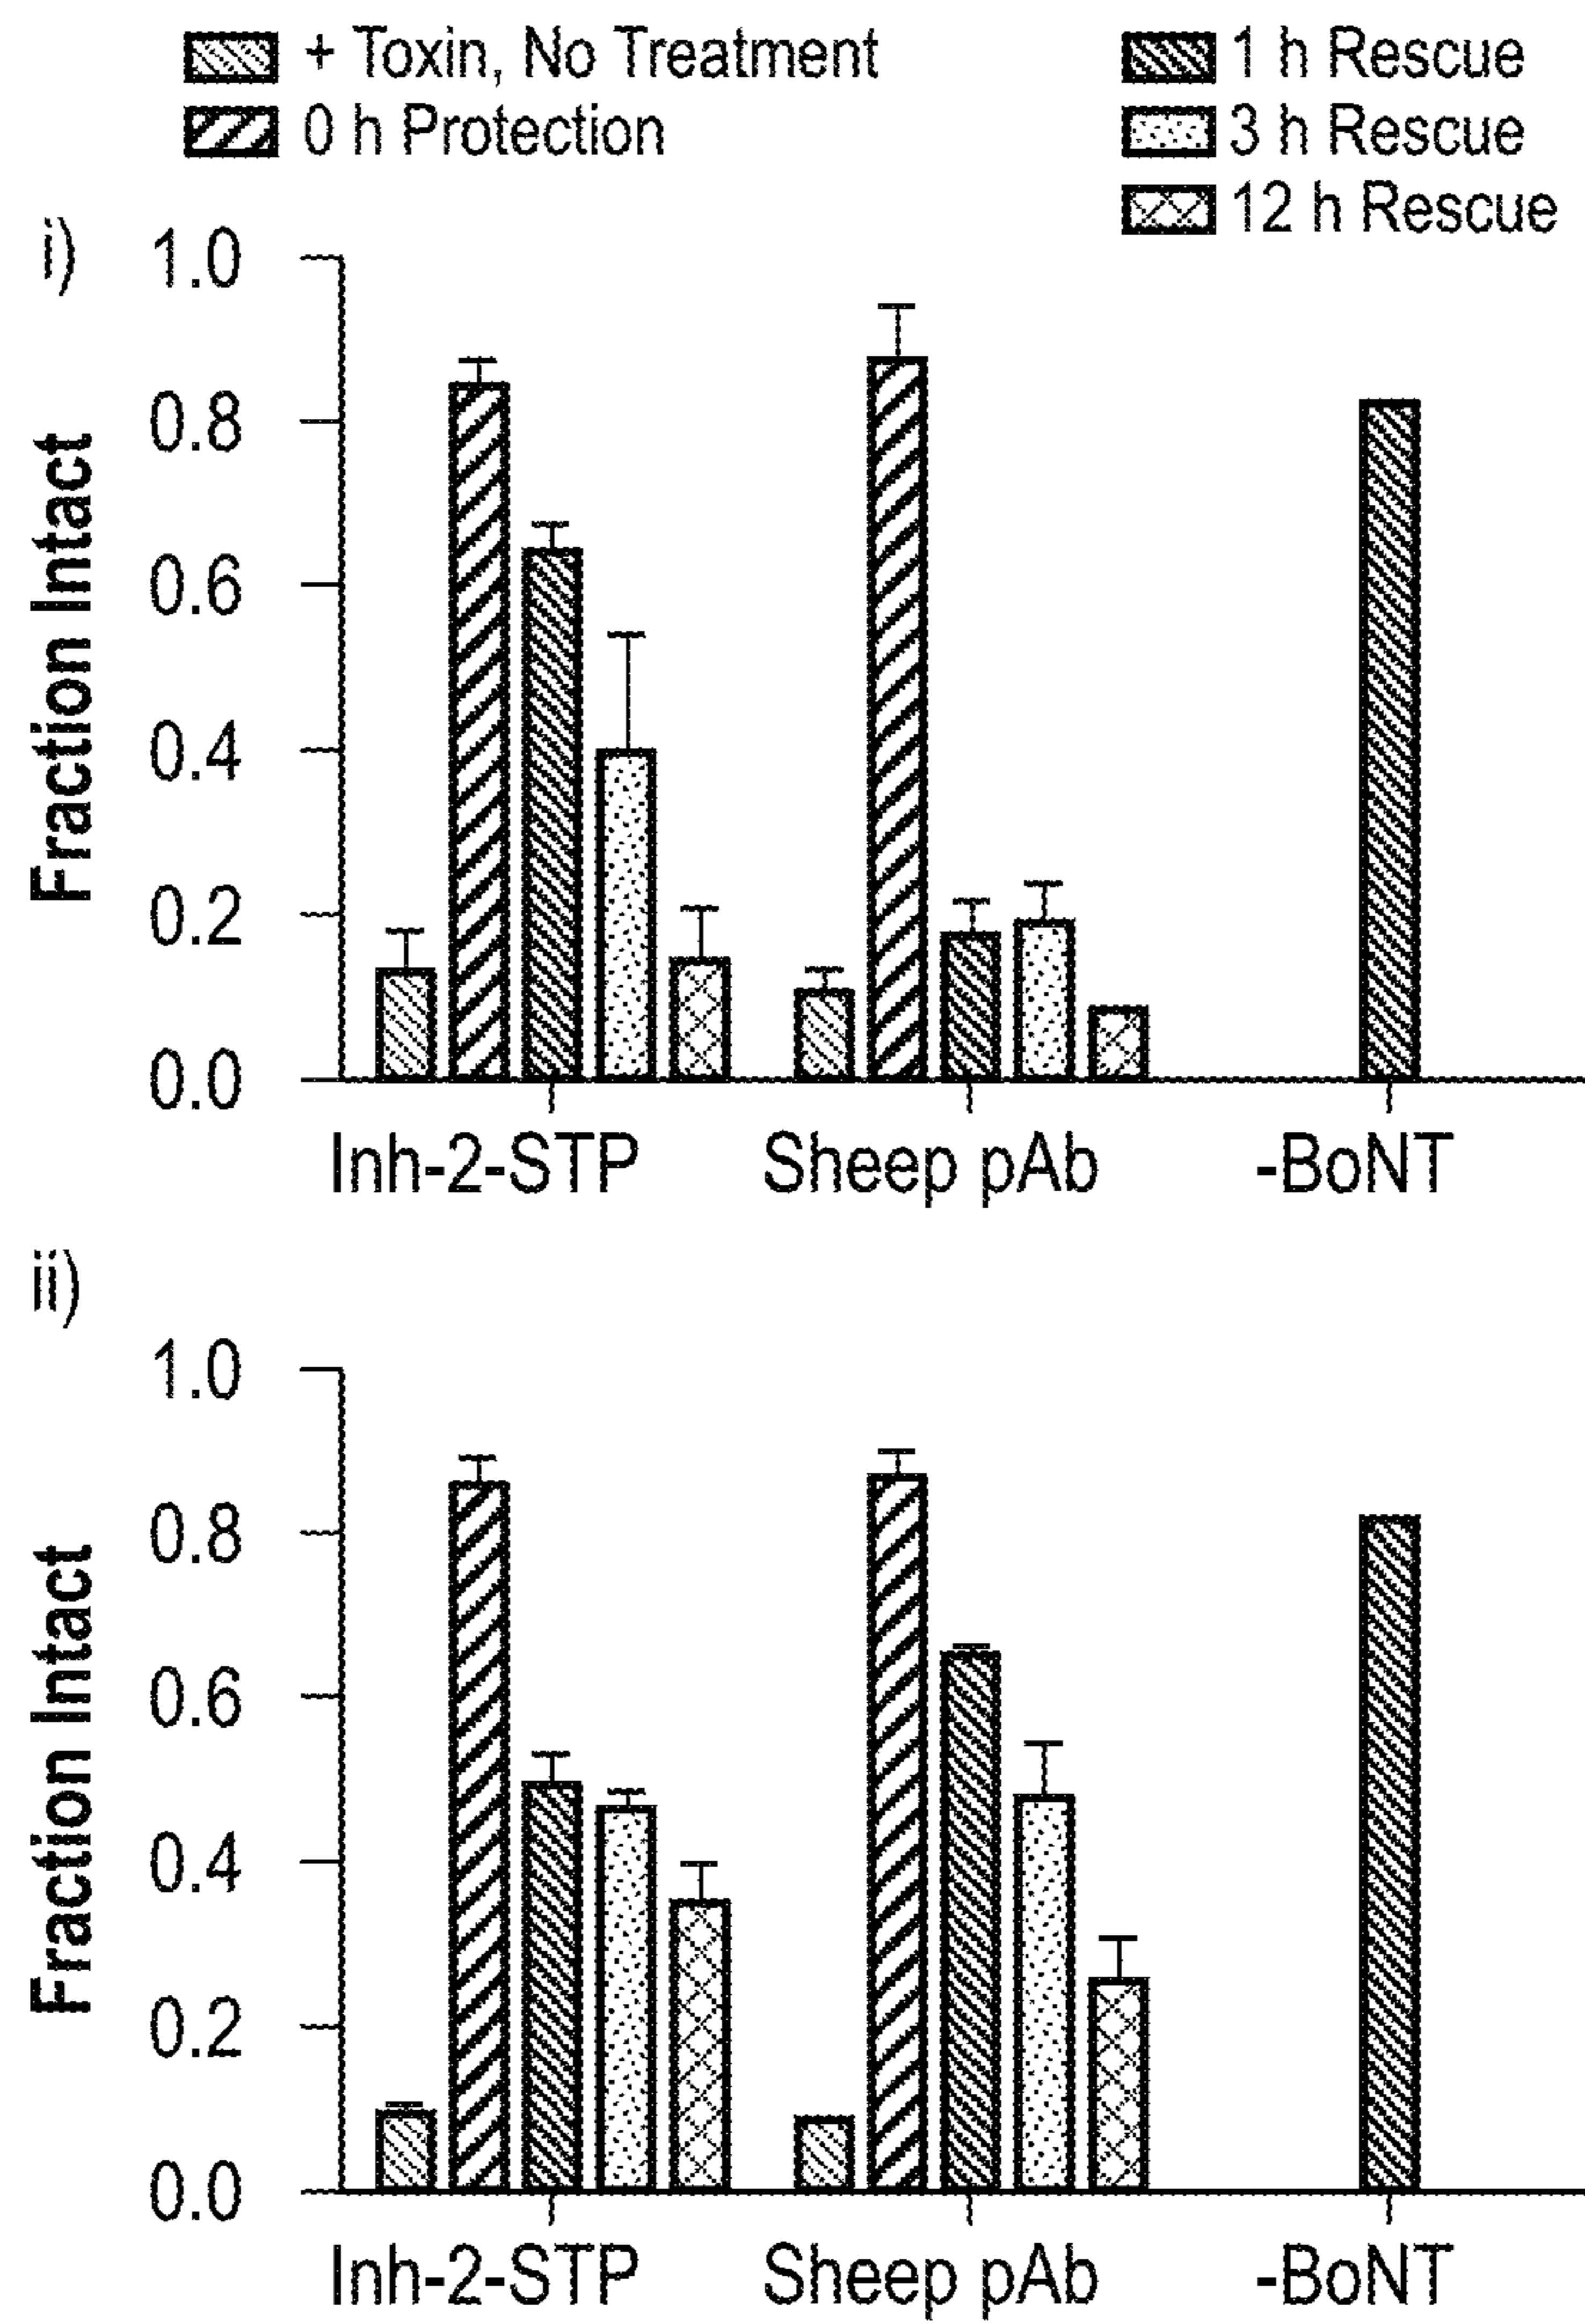 + Toxin, No Treatment
0 h Protection
1 h Rescue
3 h Rescue
12 h Rescue
i)
Fraction Intact
1.0
0.8
0.6
0.4
0.2
0.0
Inh-2-STP Sheep pAb -BoNT
ii)
Fraction Intact
1.0
0.8
0.6
0.4
0.2
0.0
Inh-2-STP Sheep pAb -BoNT